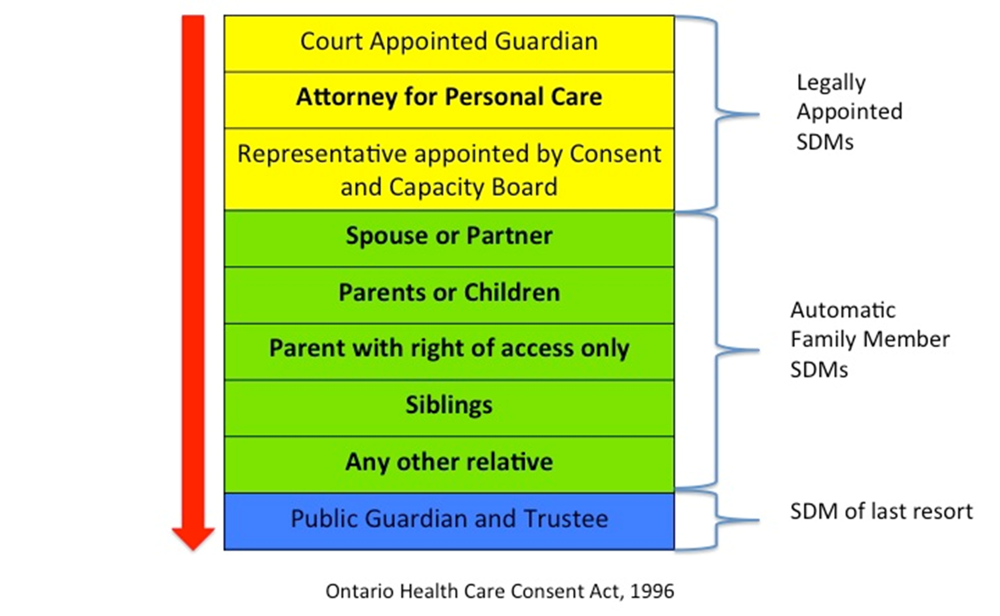 Court Appointed Guardian
Attorney for Personal Care
Representative appointed by Consent
and Capacity Board
Legally
Appointed
SDMs
Spouse or Partner
Parents or Children
Parent with right of access only
Siblings
Any other relative
Automatic
Family Member
SDMs
Public Guardian and Trustee
SDM of last resort
Ontario Health Care Consent Act, 1996